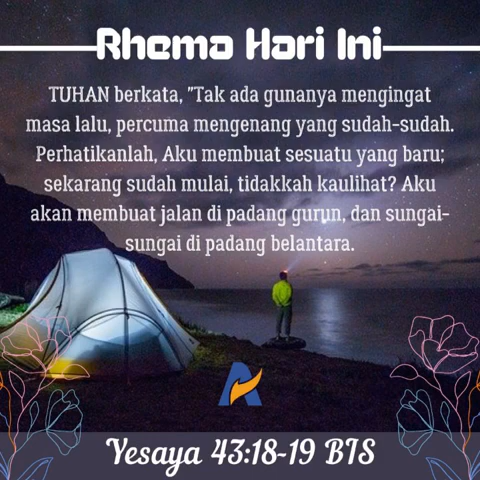 Rhema Hari Ini
TUHAN berkata, "Tak ada gunanya mengingat
masa lalu, percuma mengenang yang sudah-sudah.
Perhatikanlah, Aku membuat sesuatu yang baru;
sekarang sudah mulai, tidakkah kaulihat? Aku
akan membuat jalan di padang gurun, dan sungai-
sungai di padang belantara.
Yesaya 43:18-19 BIS